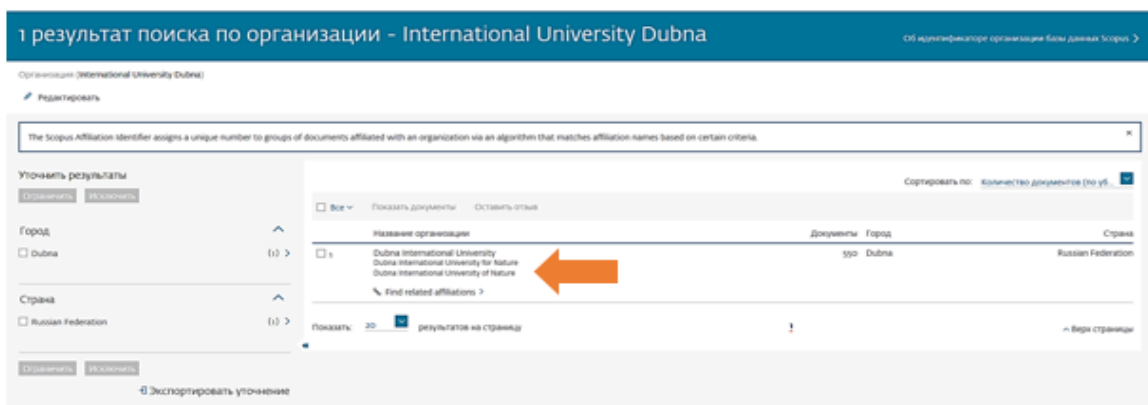 1 результат поиска по организации - International University Dubna
Об идентификаторе организации базы данных Scopus >
Организация (International University Dubna)
Редактировать
The Scopus Affiliation Identifier assigns a unique number to groups of documents affiliated with an organization via an algorithm that matches affiliation names based on certain criteria.
×
Уточнить результаты
Ограничить Исключить
Сортировать по: Количество документов (по уб...
Все Показать документы Оставить отзыв
Город
Название организации Документы Город Страна
Dubna (1) >
1 Dubna International University 550 Dubna Russian Federation
Dubna International University for Nature
Dubna International University of Nature
Find related affiliations >
Страна
Russian Federation (1) >
Показать: 20 результатов на страницу
1
Верх страницы
Ограничить Исключить
Экспортировать уточнение